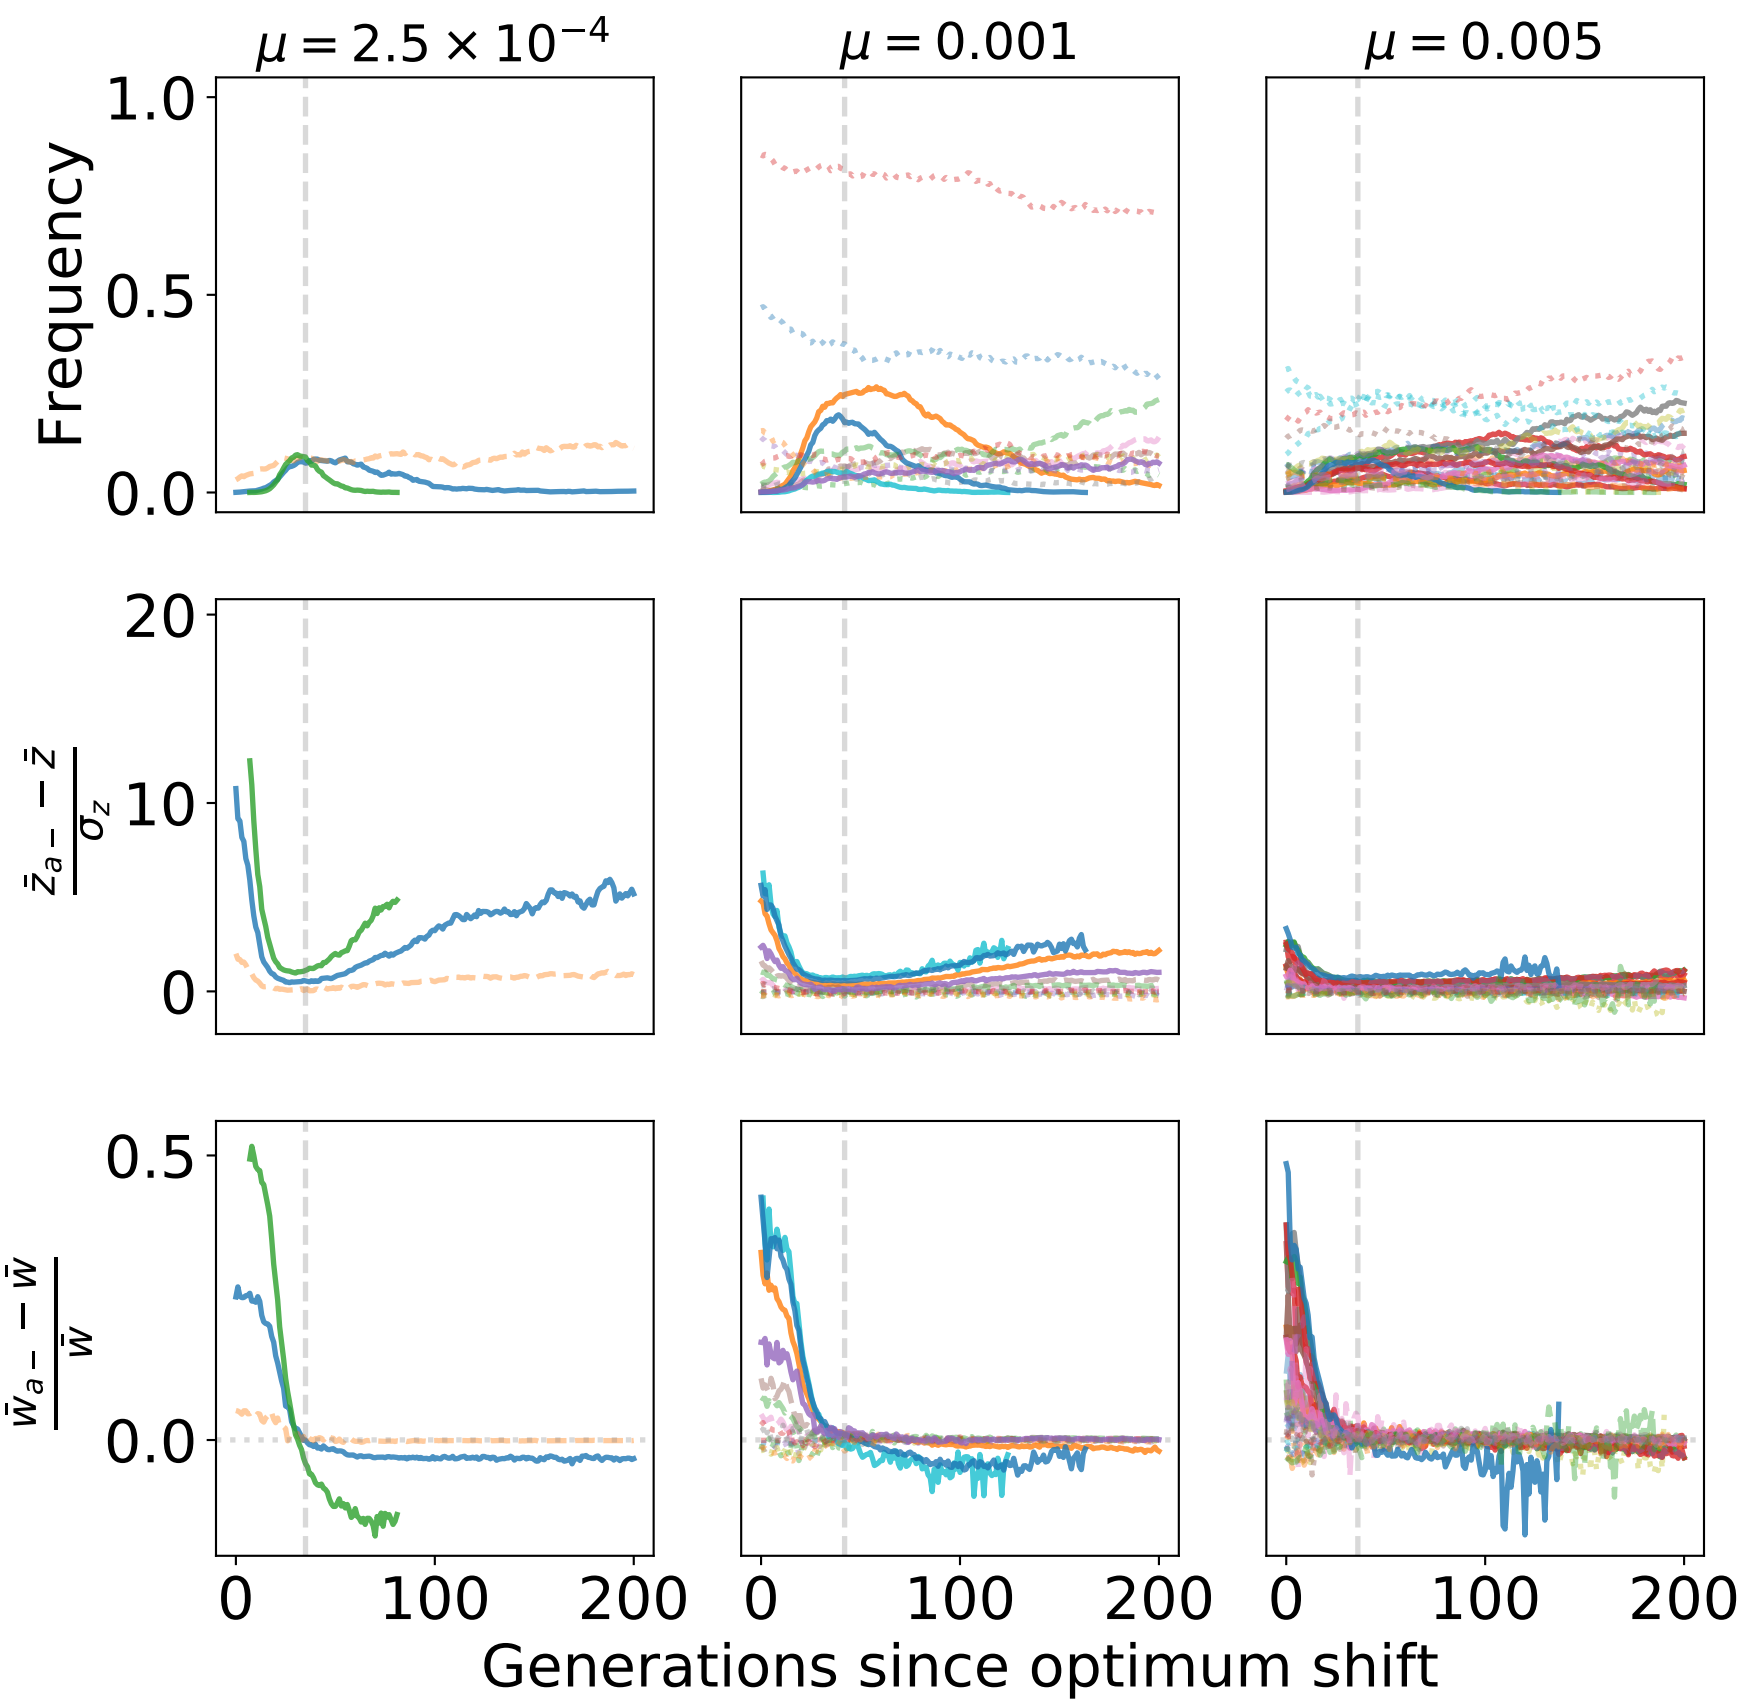 μ = 2.5 × 10⁻⁴
μ = 0.001
μ = 0.005
Frequency
1.0
0.5
0.0
z̄ₐ₋ − z̄
σ_z
20
10
0
w̄ₐ₋ − w̄
w̄
0.5
0.0
0 100 200
0 100 200
0 100 200
Generations since optimum shift